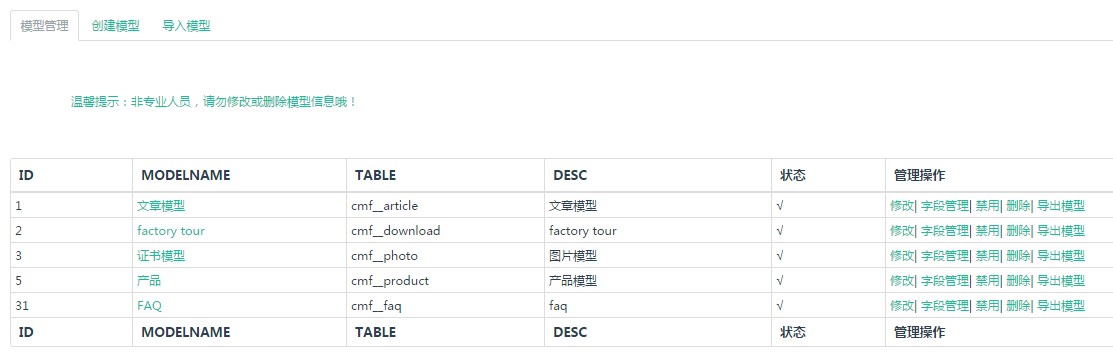 模型管理 创建模型 导入模型
温馨提示：非专业人员，请勿修改或删除模型信息哦！
ID MODELNAME TABLE DESC 状态 管理操作
1 文章模型 cmf__article 文章模型 √ 修改| 字段管理| 禁用| 删除| 导出模型
2 factory tour cmf__download factory tour √ 修改| 字段管理| 禁用| 删除| 导出模型
3 证书模型 cmf__photo 图片模型 √ 修改| 字段管理| 禁用| 删除| 导出模型
5 产品 cmf__product 产品模型 √ 修改| 字段管理| 禁用| 删除| 导出模型
31 FAQ cmf__faq faq √ 修改| 字段管理| 禁用| 删除| 导出模型
ID MODELNAME TABLE DESC 状态 管理操作